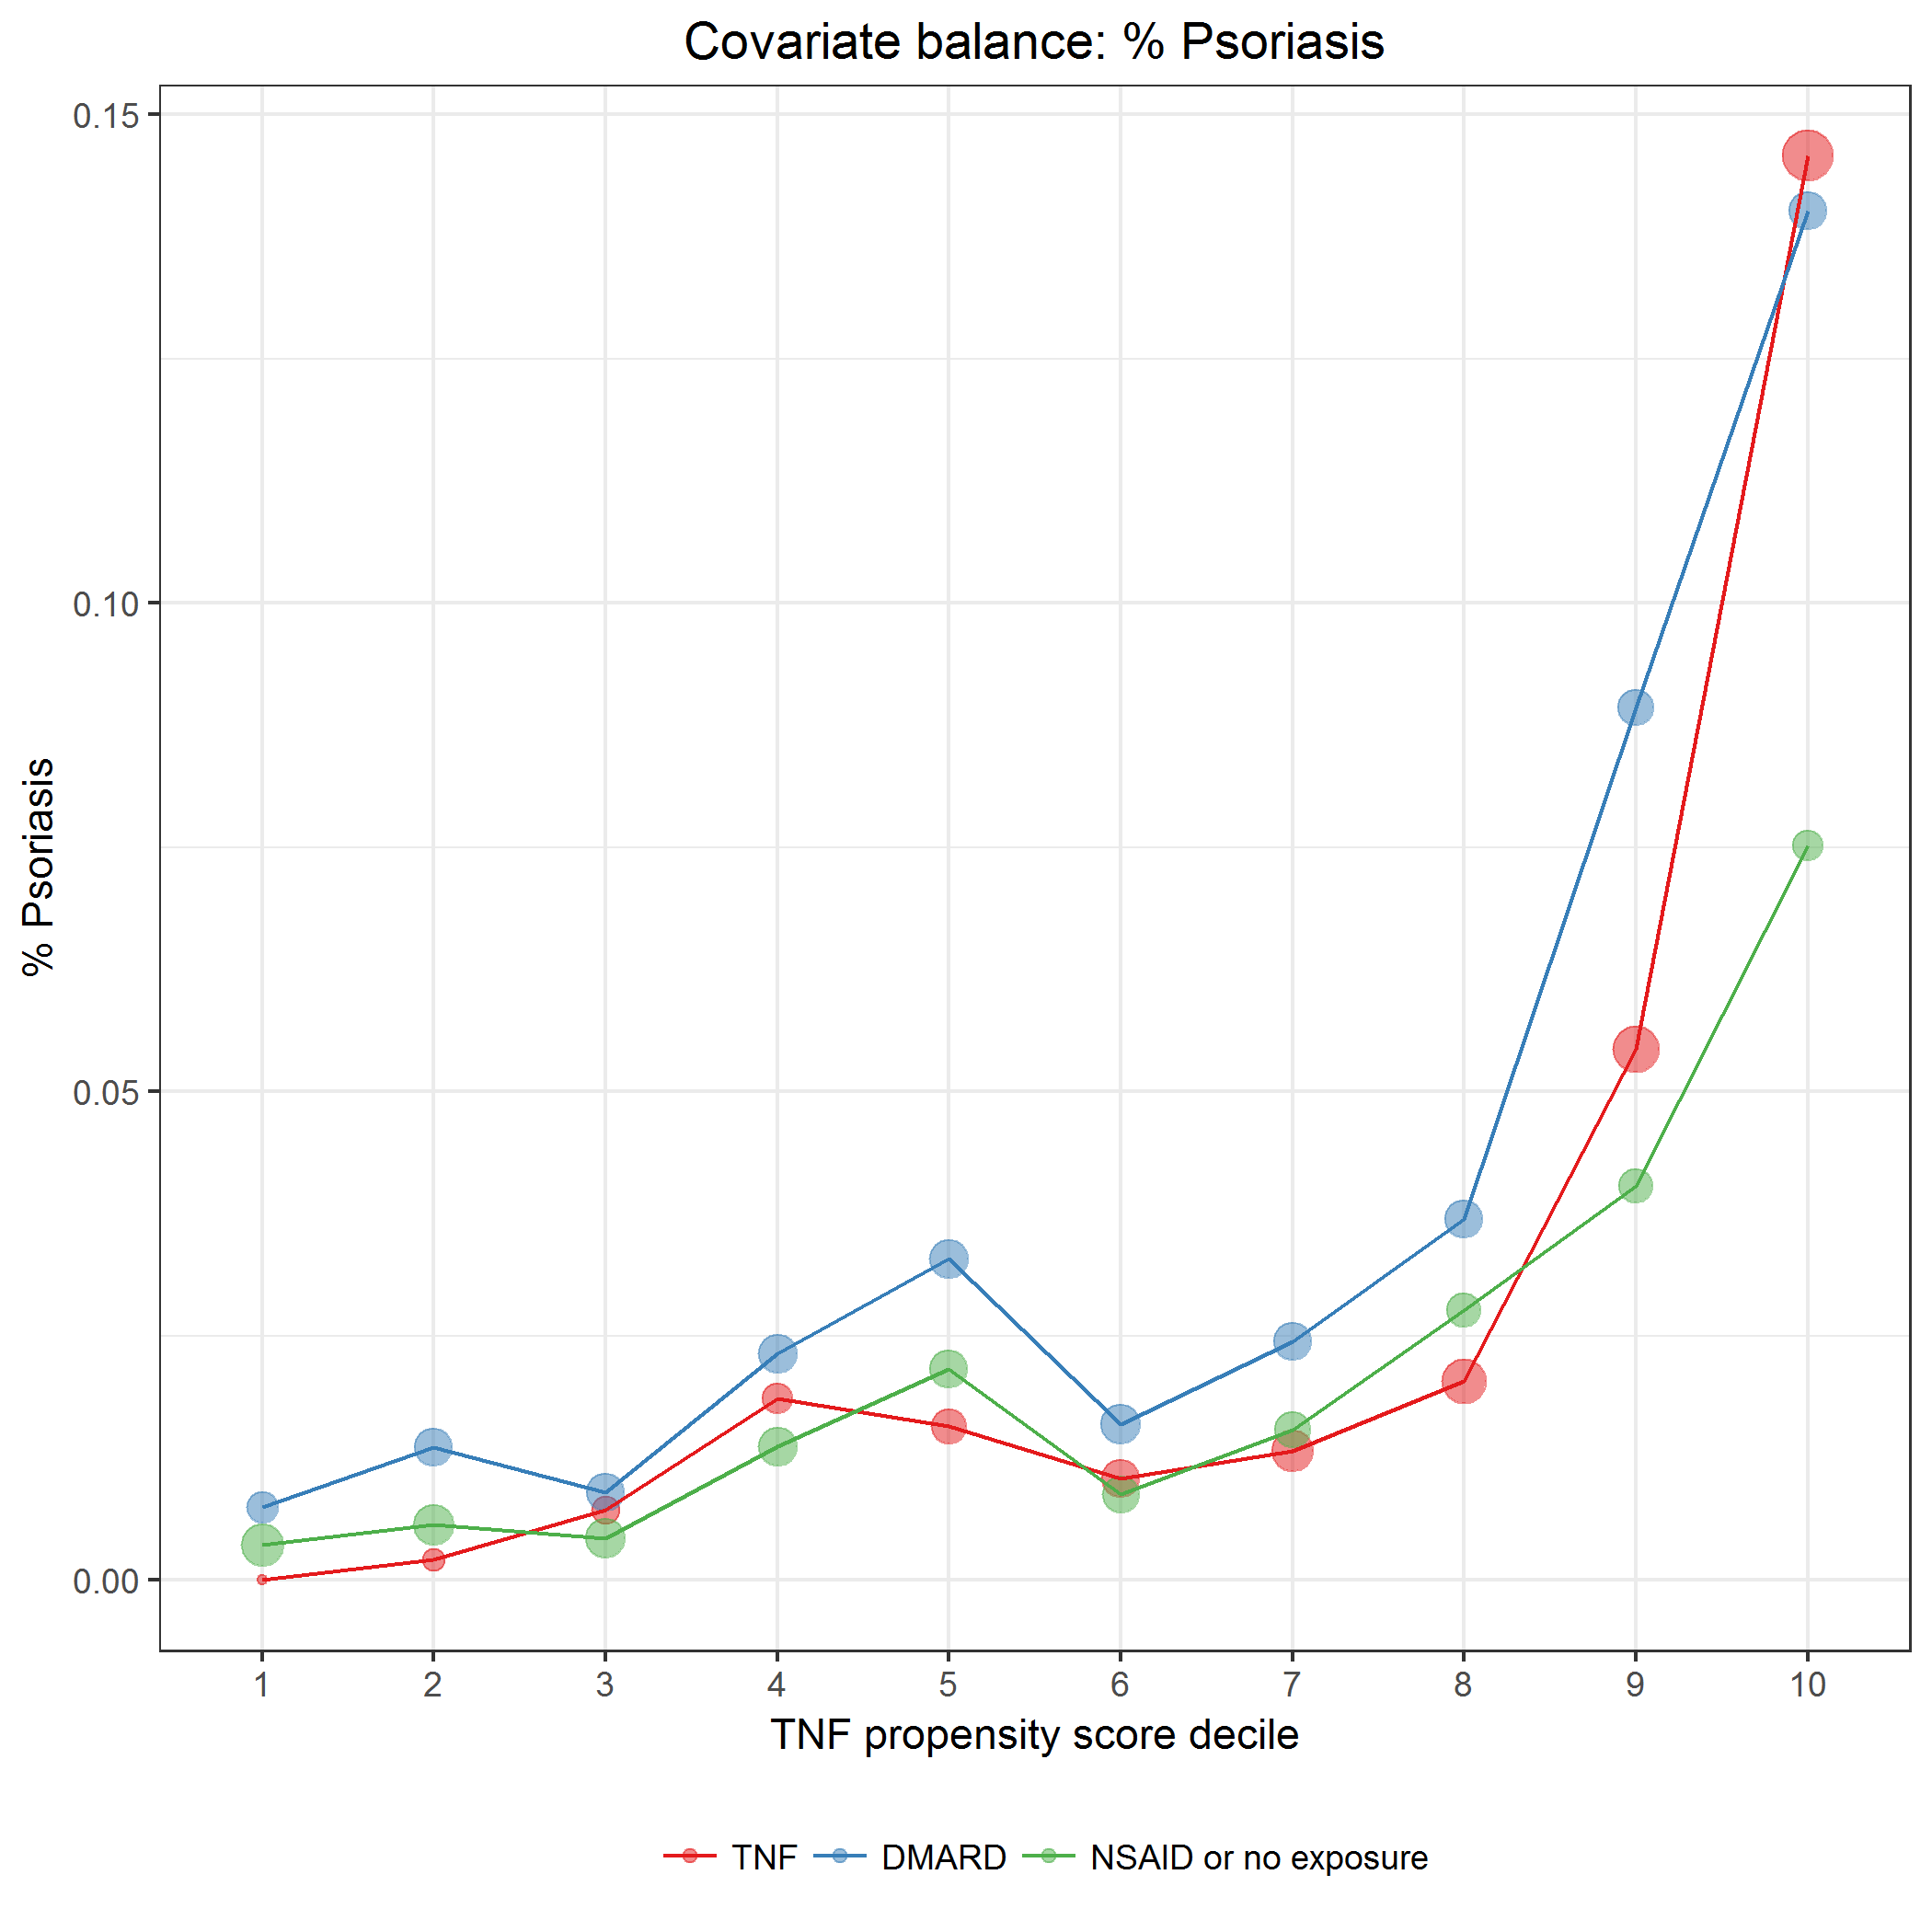 Covariate balance: % Psoriasis
% Psoriasis
0.15
0.10
0.05
0.00
1 2 3 4 5 6 7 8 9 10
TNF propensity score decile
TNF DMARD NSAID or no exposure